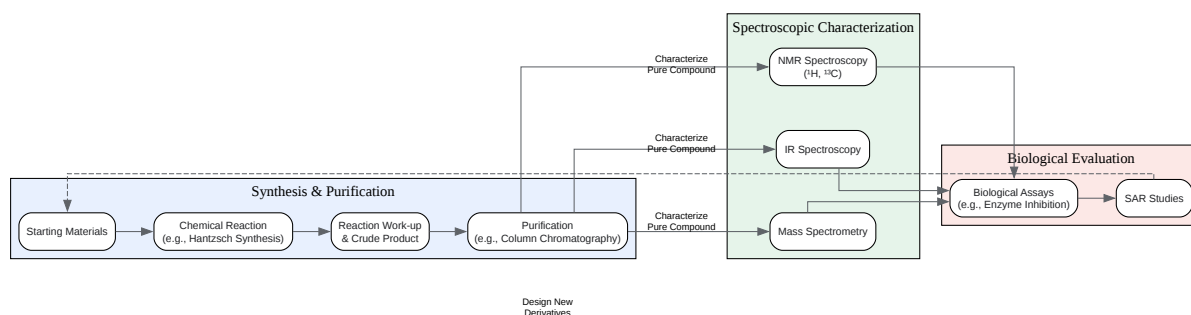 Spectroscopic Characterization
Characterize
Pure Compound
NMR Spectroscopy
(¹H, ¹³C)
Characterize
Pure Compound
IR Spectroscopy
Biological Evaluation
Synthesis & Purification
Biological Assays
(e.g., Enzyme Inhibition)
SAR Studies
Starting Materials
Chemical Reaction
(e.g., Hantzsch Synthesis)
Reaction Work-up
& Crude Product
Purification
(e.g., Column Chromatography)
Characterize
Pure Compound
Mass Spectrometry
Design New
Derivatives